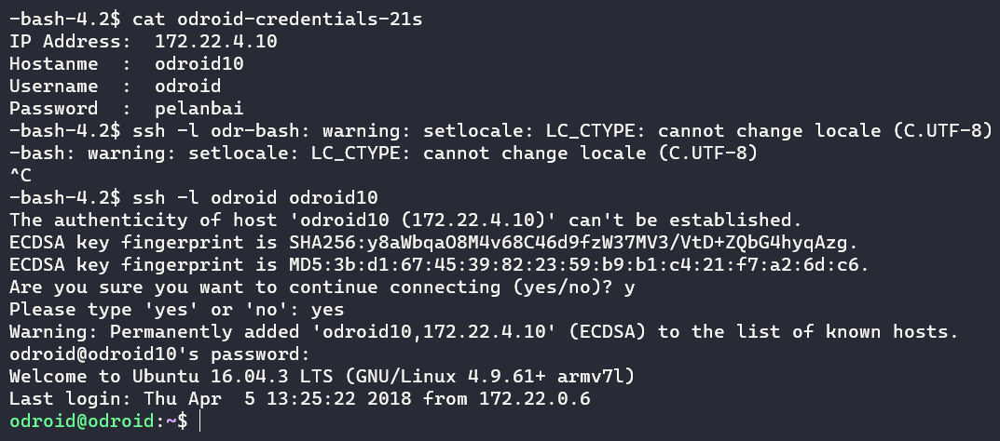 -bash-4.2$ cat odroid-credentials-21s
IP Address:  172.22.4.10
Hostanme  :  odroid10
Username  :  odroid
Password  :  pelanbai
-bash-4.2$ ssh -l odr-bash: warning: setlocale: LC_CTYPE: cannot change locale (C.UTF-8)
-bash: warning: setlocale: LC_CTYPE: cannot change locale (C.UTF-8)
^C
-bash-4.2$ ssh -l odroid odroid10
The authenticity of host 'odroid10 (172.22.4.10)' can't be established.
ECDSA key fingerprint is SHA256:y8aWbqaO8M4v68C46d9fzW37MV3/VtD+ZQbG4hyqAzg.
ECDSA key fingerprint is MD5:3b:d1:67:45:39:82:23:59:b9:b1:c4:21:f7:a2:6d:c6.
Are you sure you want to continue connecting (yes/no)? y
Please type 'yes' or 'no': yes
Warning: Permanently added 'odroid10,172.22.4.10' (ECDSA) to the list of known hosts.
odroid@odroid10's password:
Welcome to Ubuntu 16.04.3 LTS (GNU/Linux 4.9.61+ armv7l)
Last login: Thu Apr  5 13:25:22 2018 from 172.22.0.6
odroid@odroid:~$